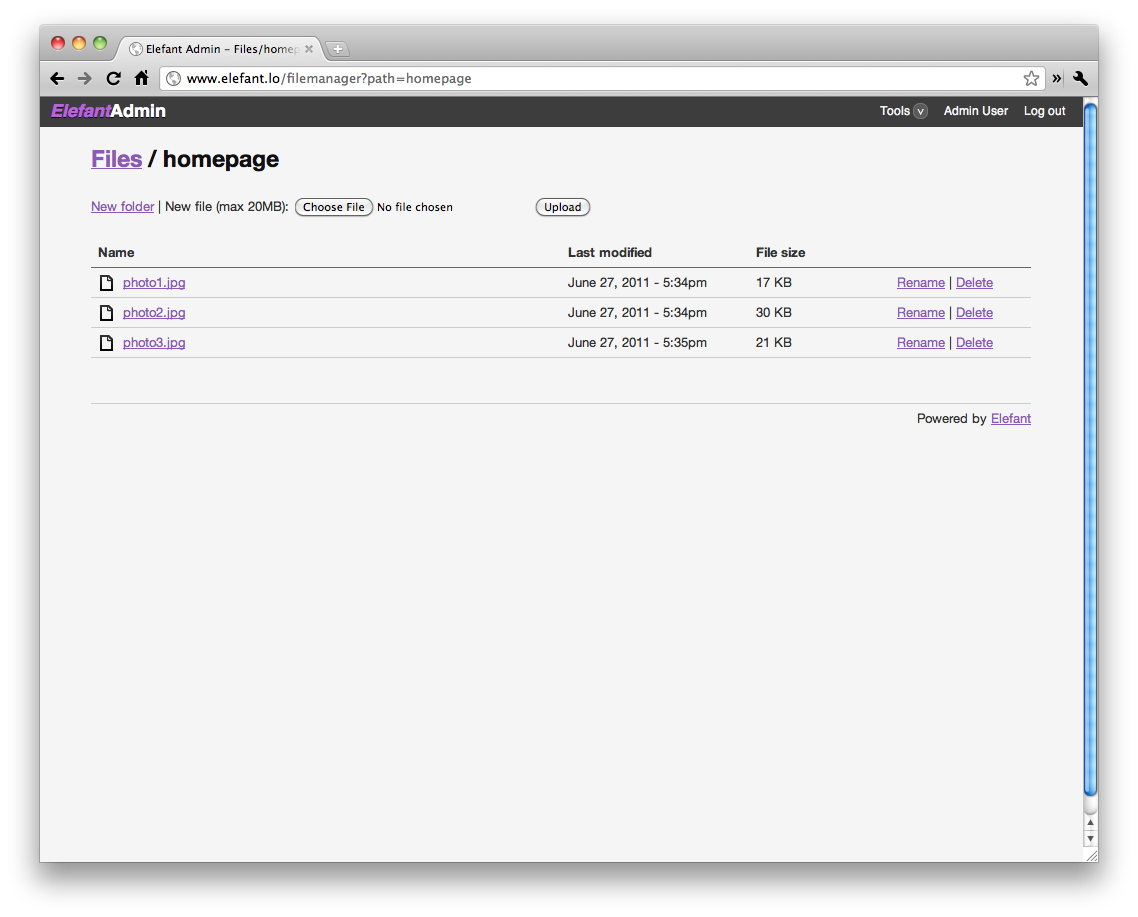 Elefant Admin – Files/homep
www.elefant.lo/filemanager?path=homepage
ElefantAdmin Tools v Admin User Log out
Files / homepage
New folder | New file (max 20MB): Choose File No file chosen Upload
Name Last modified File size
photo1.jpg June 27, 2011 - 5:34pm 17 KB Rename | Delete
photo2.jpg June 27, 2011 - 5:34pm 30 KB Rename | Delete
photo3.jpg June 27, 2011 - 5:35pm 21 KB Rename | Delete
Powered by Elefant